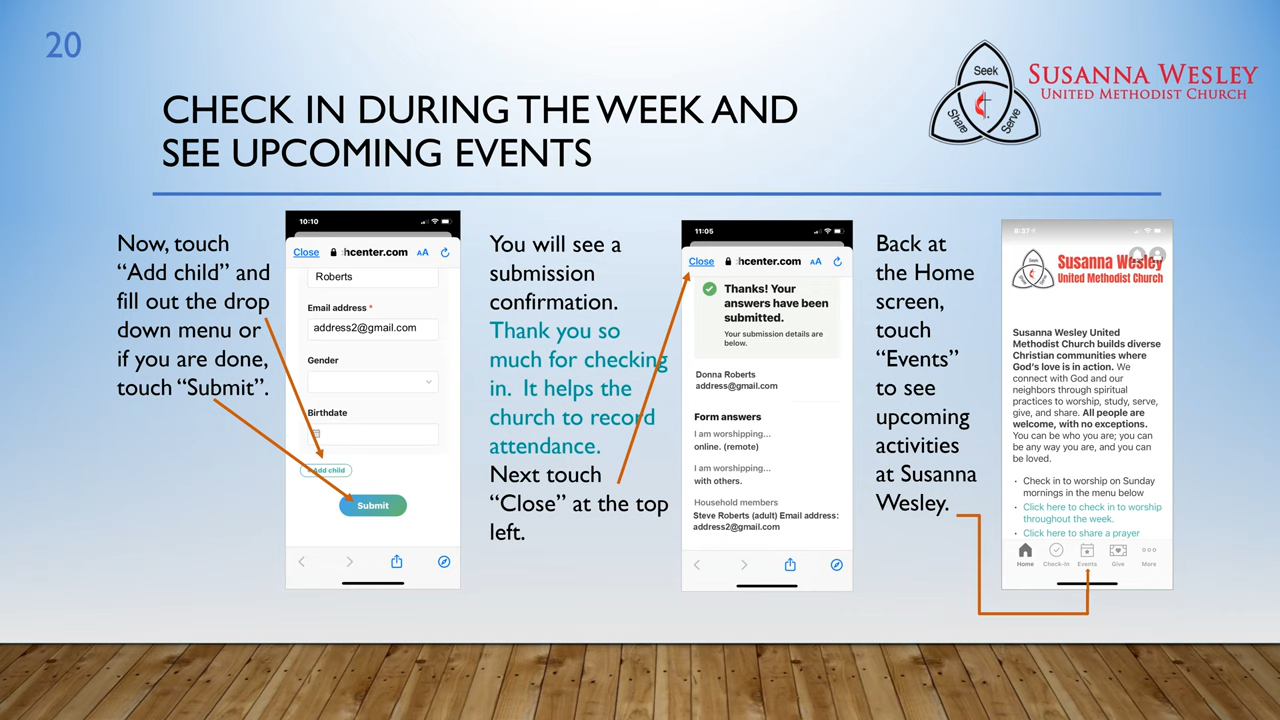 20
CHECK IN DURING THE WEEK AND
SEE UPCOMING EVENTS
Seek
Share
Serve
SUSANNA WESLEY
UNITED METHODIST CHURCH
Now, touch
“Add child” and
fill out the drop
down menu or
if you are done,
touch “Submit”.
10:10
Close
:hcenter.com
AA
Roberts
Email address *
address2@gmail.com
Gender
Birthdate
Add child
Submit
You will see a
submission
confirmation.
Thank you so
much for checking
in. It helps the
church to record
attendance.
Next touch
“Close” at the top
left.
11:05
Close
:hcenter.com
AA
Thanks! Your
answers have been
submitted.
Your submission details are
below.
Donna Roberts
address@gmail.com
Form answers
I am worshipping...
online. (remote)
I am worshipping...
with others.
Household members
Steve Roberts (adult) Email address:
address2@gmail.com
Back at
the Home
screen,
touch
“Events”
to see
upcoming
activities
at Susanna
Wesley.
8:37
Susanna Wesley
United Methodist Church
Susanna Wesley United
Methodist Church builds diverse
Christian communities where
God’s love is in action. We
connect with God and our
neighbors through spiritual
practices to worship, study, serve,
give, and share. All people are
welcome, with no exceptions.
You can be who you are; you can
be any way you are, and you can
be loved.
• Check in to worship on Sunday
mornings in the menu below
• Click here to check in to worship
throughout the week.
• Click here to share a prayer
Home Check-In Events Give More